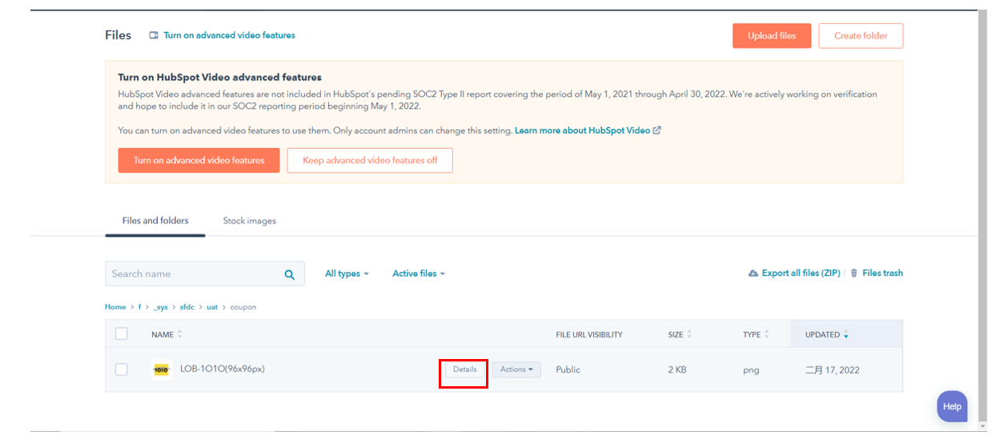 Files
Turn on advanced video features
Upload files
Create folder
Turn on HubSpot Video advanced features
HubSpot Video advanced features are not included in HubSpot's pending SOC2 Type II report covering the period of May 1, 2021 through April 30, 2022. We're actively working on verification
and hope to include it in our SOC2 reporting period beginning May 1, 2022.
You can turn on advanced video features to use them. Only account admins can change this setting. Learn more about HubSpot Video
Turn on advanced video features
Keep advanced video features off
Files and folders
Stock images
Search name
All types
Active files
Export all files (ZIP)
Files trash
Home > f > _sys > sfdc > uat > coupon
NAME
FILE URL VISIBILITY
SIZE
TYPE
UPDATED
1010
LOB-1O1O(96x96px)
Details
Actions
Public
2 KB
png
二月 17, 2022
Help